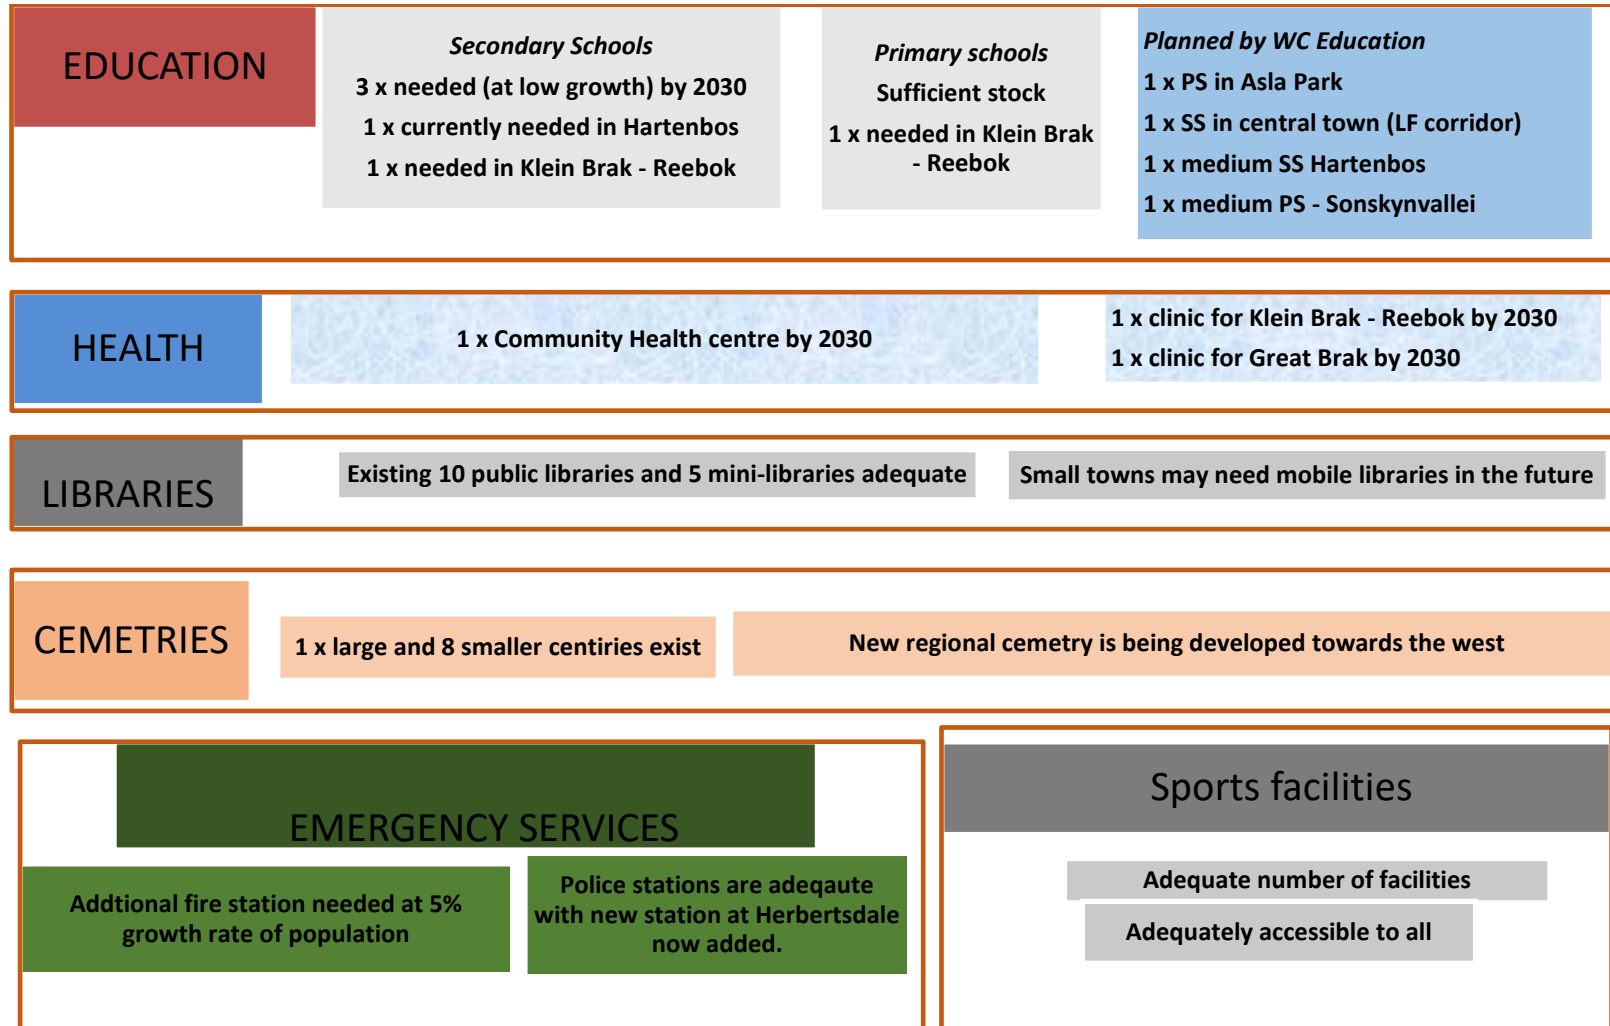 EDUCATION
Secondary Schools
3 x needed (at low growth) by 2030
1 x currently needed in Hartenbos
1 x needed in Klein Brak - Reebok
Primary schools
Sufficient stock
1 x needed in Klein Brak
- Reebok
Planned by WC Education
1 x PS in Asla Park
1 x SS in central town (LF corridor)
1 x medium SS Hartenbos
1 x medium PS - Sonskynvallei
HEALTH
1 x Community Health centre by 2030
1 x clinic for Klein Brak - Reebok by 2030
1 x clinic for Great Brak by 2030
LIBRARIES
Existing 10 public libraries and 5 mini-libraries adequate
Small towns may need mobile libraries in the future
CEMETRIES
1 x large and 8 smaller centiries exist
New regional cemetry is being developed towards the west
EMERGENCY SERVICES
Addtional fire station needed at 5%
growth rate of population
Police stations are adeqaute
with new station at Herbertsdale
now added.
Sports facilities
Adequate number of facilities
Adequately accessible to all